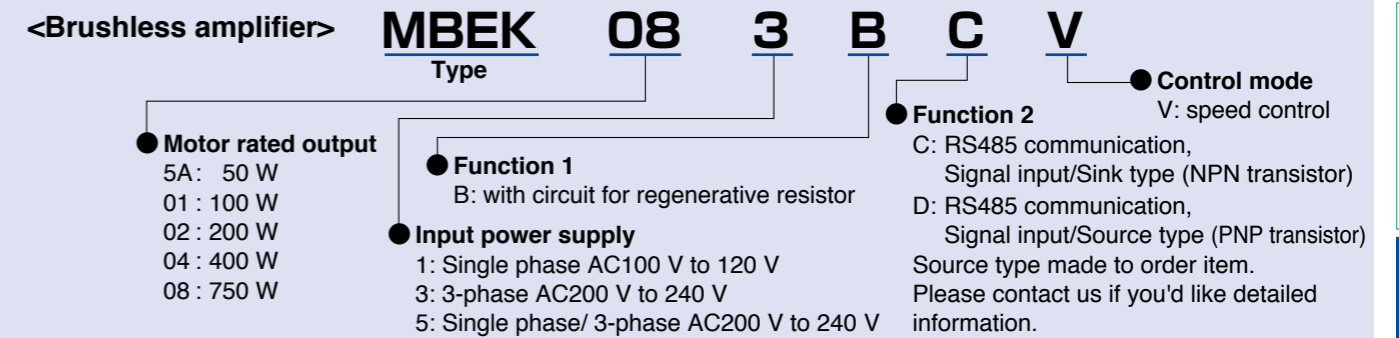 <Brushless amplifier> MBEK 08 3 B C V
Type
Control mode
V: speed control
Function 2
C: RS485 communication,
Signal input/Sink type (NPN transistor)
D: RS485 communication,
Signal input/Source type (PNP transistor)
Source type made to order item.
Please contact us if you'd like detailed
information.
Motor rated output
5A: 50 W
01 : 100 W
02 : 200 W
04 : 400 W
08 : 750 W
Function 1
B: with circuit for regenerative resistor
Input power supply
1: Single phase AC100 V to 120 V
3: 3-phase AC200 V to 240 V
5: Single phase/ 3-phase AC200 V to 240 V